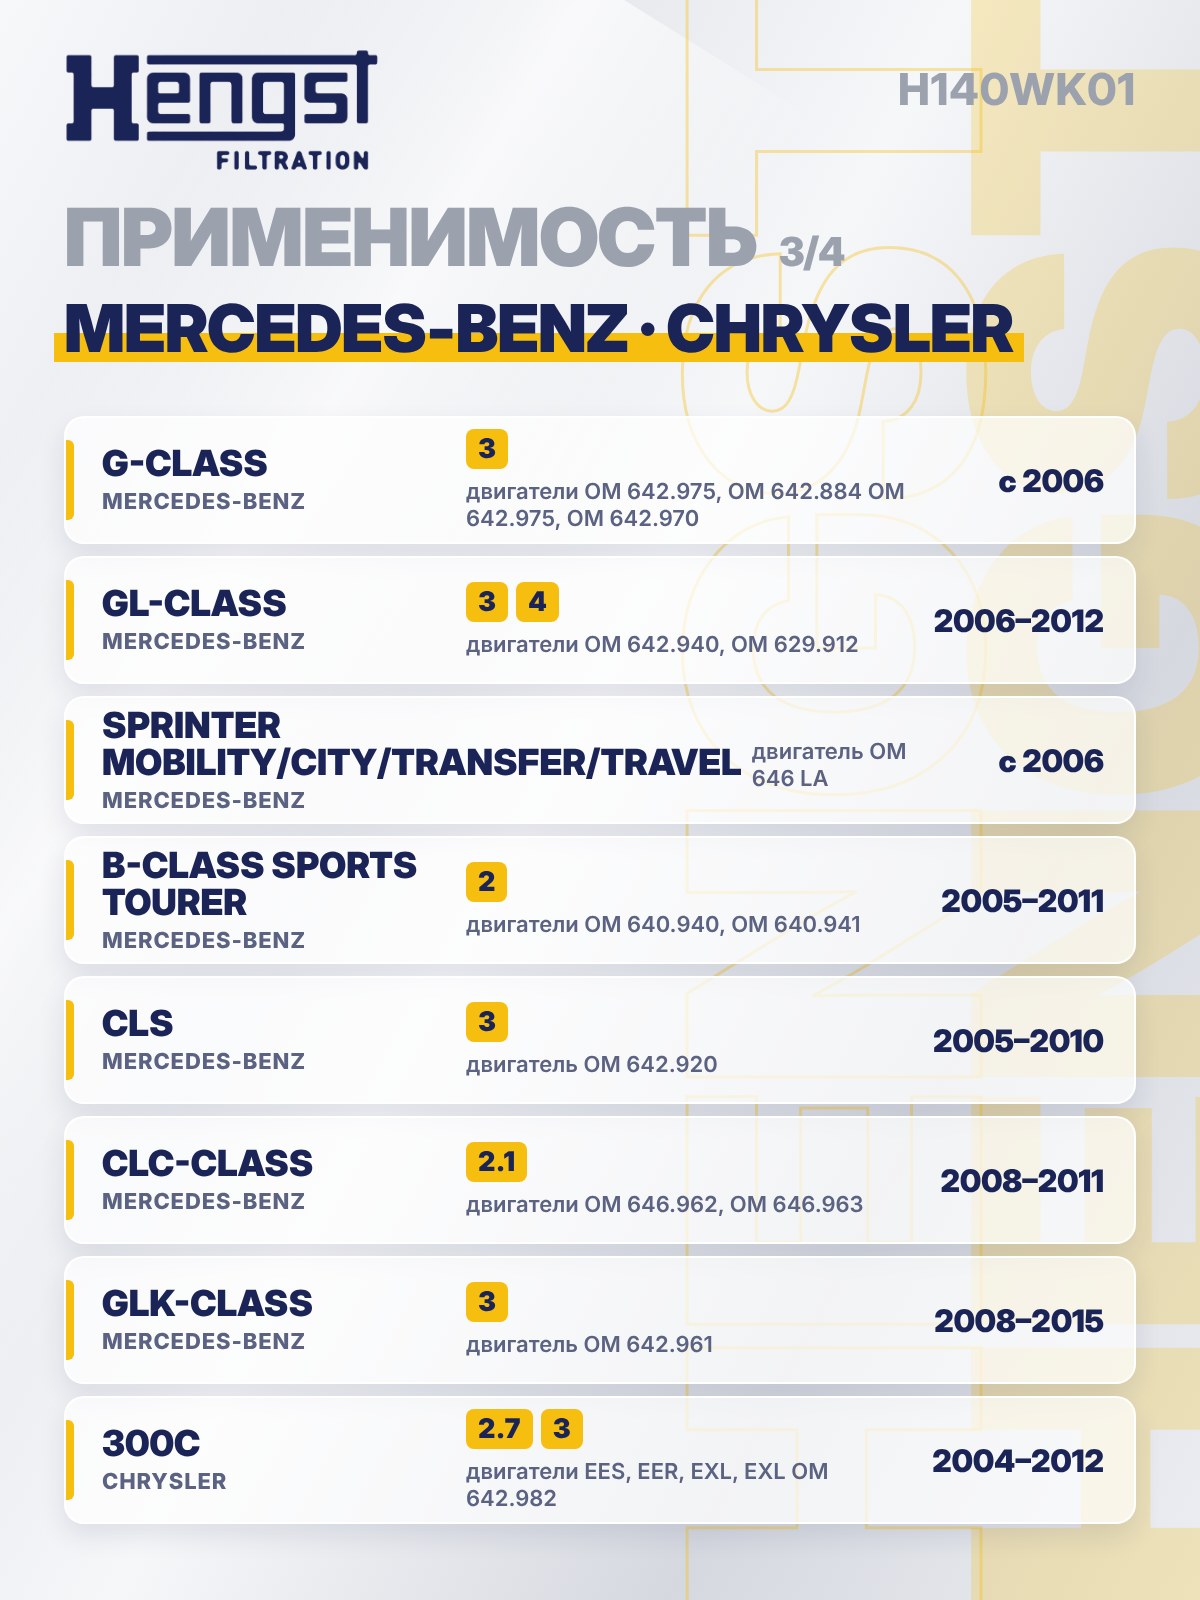 Hengst
FILTRATION
H140WK01
ПРИМЕНИМОСТЬ 3/4
MERCEDES-BENZ · CHRYSLER
G-CLASS
MERCEDES-BENZ
3
двигатели OM 642.975, OM 642.884 OM
642.975, OM 642.970
с 2006
GL-CLASS
MERCEDES-BENZ
3 4
двигатели OM 642.940, OM 629.912
2006–2012
SPRINTER
MOBILITY/CITY/TRANSFER/TRAVEL
MERCEDES-BENZ
двигатель OM
646 LA
с 2006
B-CLASS SPORTS
TOURER
MERCEDES-BENZ
2
двигатели OM 640.940, OM 640.941
2005–2011
CLS
MERCEDES-BENZ
3
двигатель OM 642.920
2005–2010
CLC-CLASS
MERCEDES-BENZ
2.1
двигатели OM 646.962, OM 646.963
2008–2011
GLK-CLASS
MERCEDES-BENZ
3
двигатель OM 642.961
2008–2015
300C
CHRYSLER
2.7 3
двигатели EES, EER, EXL, EXL OM
642.982
2004–2012
HENGST
HENGST